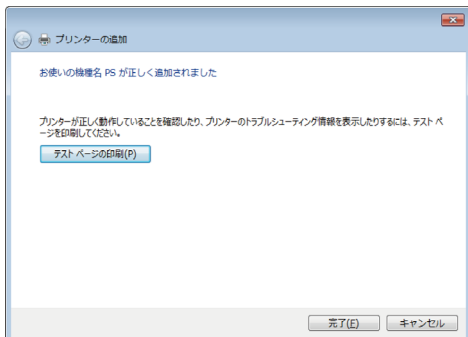 プリンターの追加
お使いの機種名 PS が正しく追加されました
プリンターが正しく動作していることを確認したり、プリンターのトラブルシューティング情報を表示したりするには、テスト ペ
ージを印刷してください。
テスト ページの印刷(P)
完了(F) キャンセル